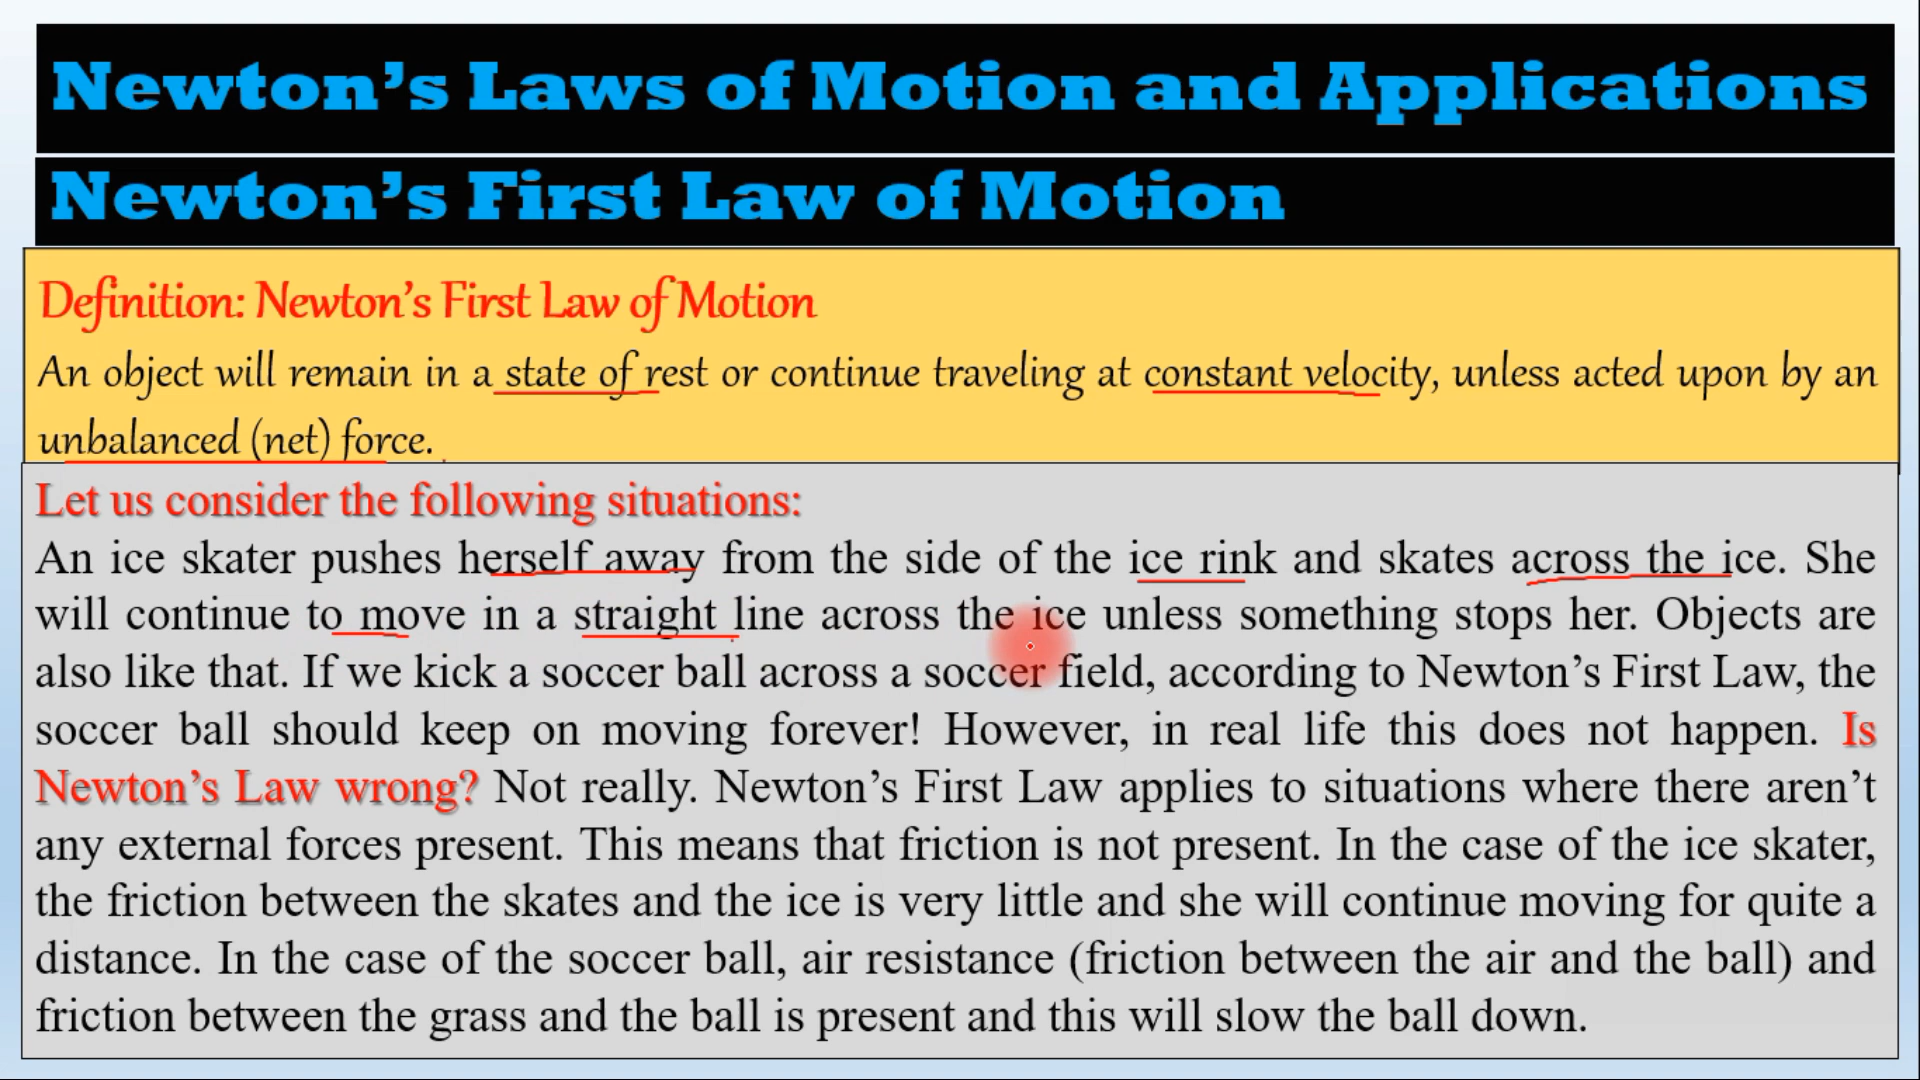 Newton’s Laws of Motion and Applications
Newton’s First Law of Motion
Definition: Newton’s First Law of Motion
An object will remain in a state of rest or continue traveling at constant velocity, unless acted upon by an
unbalanced (net) force.
Let us consider the following situations:
An ice skater pushes herself away from the side of the ice rink and skates across the ice. She
will continue to move in a straight line across the ice unless something stops her. Objects are
also like that. If we kick a soccer ball across a soccer field, according to Newton’s First Law, the
soccer ball should keep on moving forever! However, in real life this does not happen. Is
Newton’s Law wrong? Not really. Newton’s First Law applies to situations where there aren’t
any external forces present. This means that friction is not present. In the case of the ice skater,
the friction between the skates and the ice is very little and she will continue moving for quite a
distance. In the case of the soccer ball, air resistance (friction between the air and the ball) and
friction between the grass and the ball is present and this will slow the ball down.